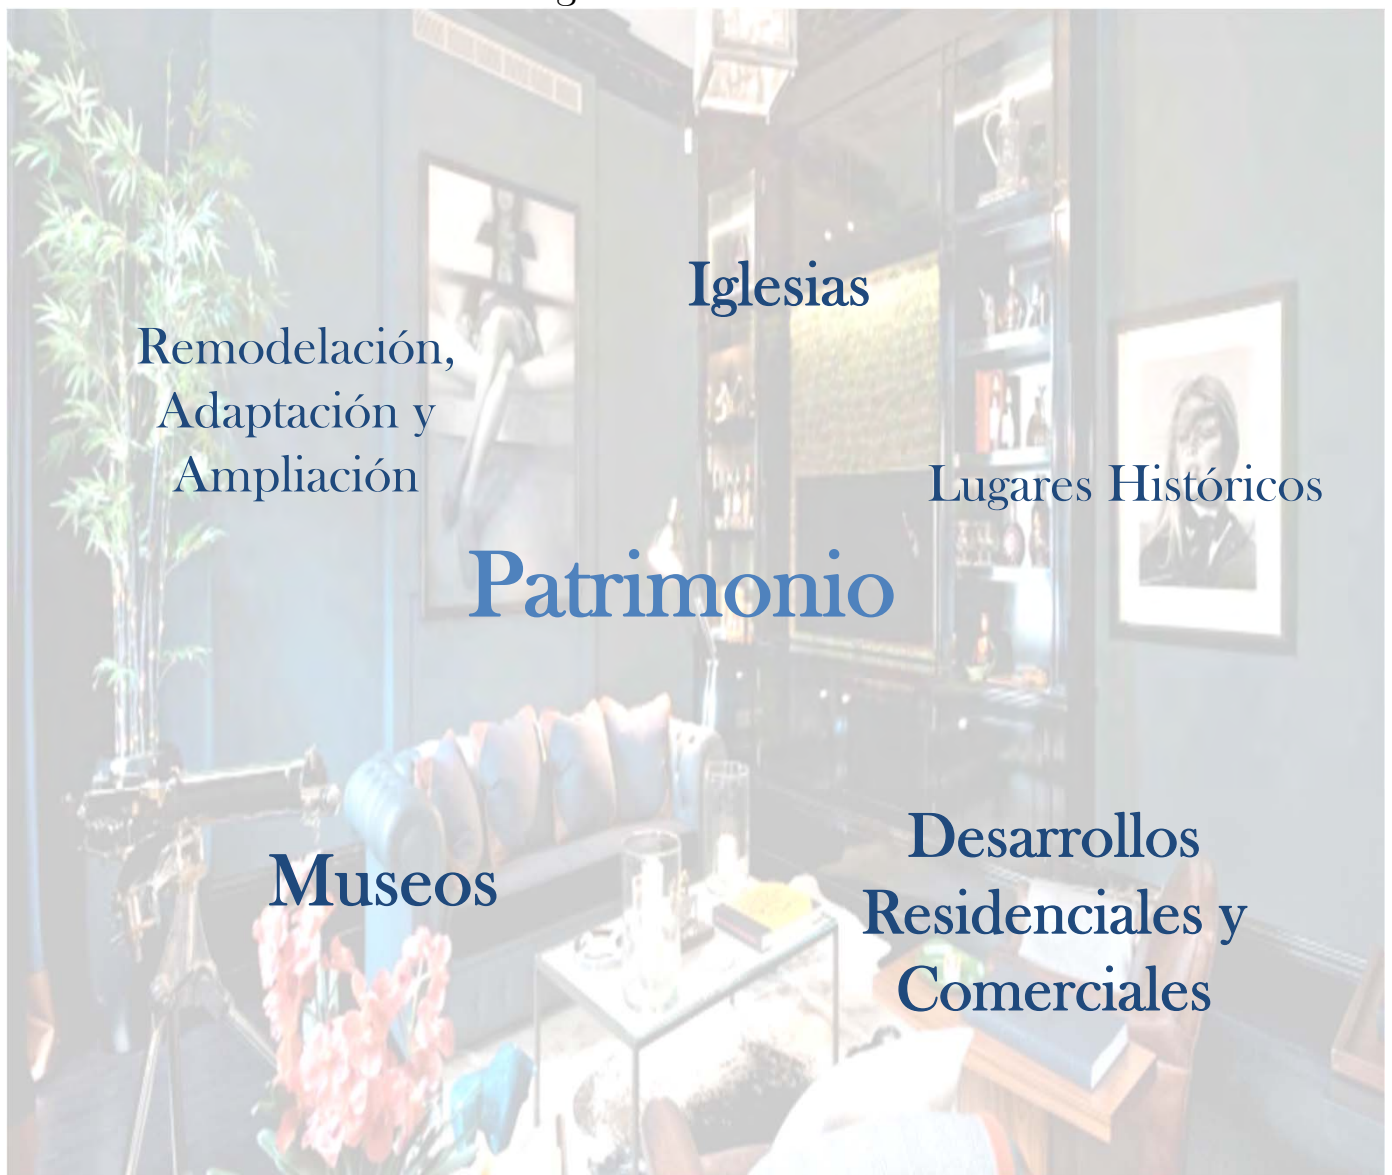 Iglesias
Remodelación,
Adaptación y
Ampliación
Lugares Históricos
Patrimonio
Desarrollos
Residenciales y
Comerciales
Museos